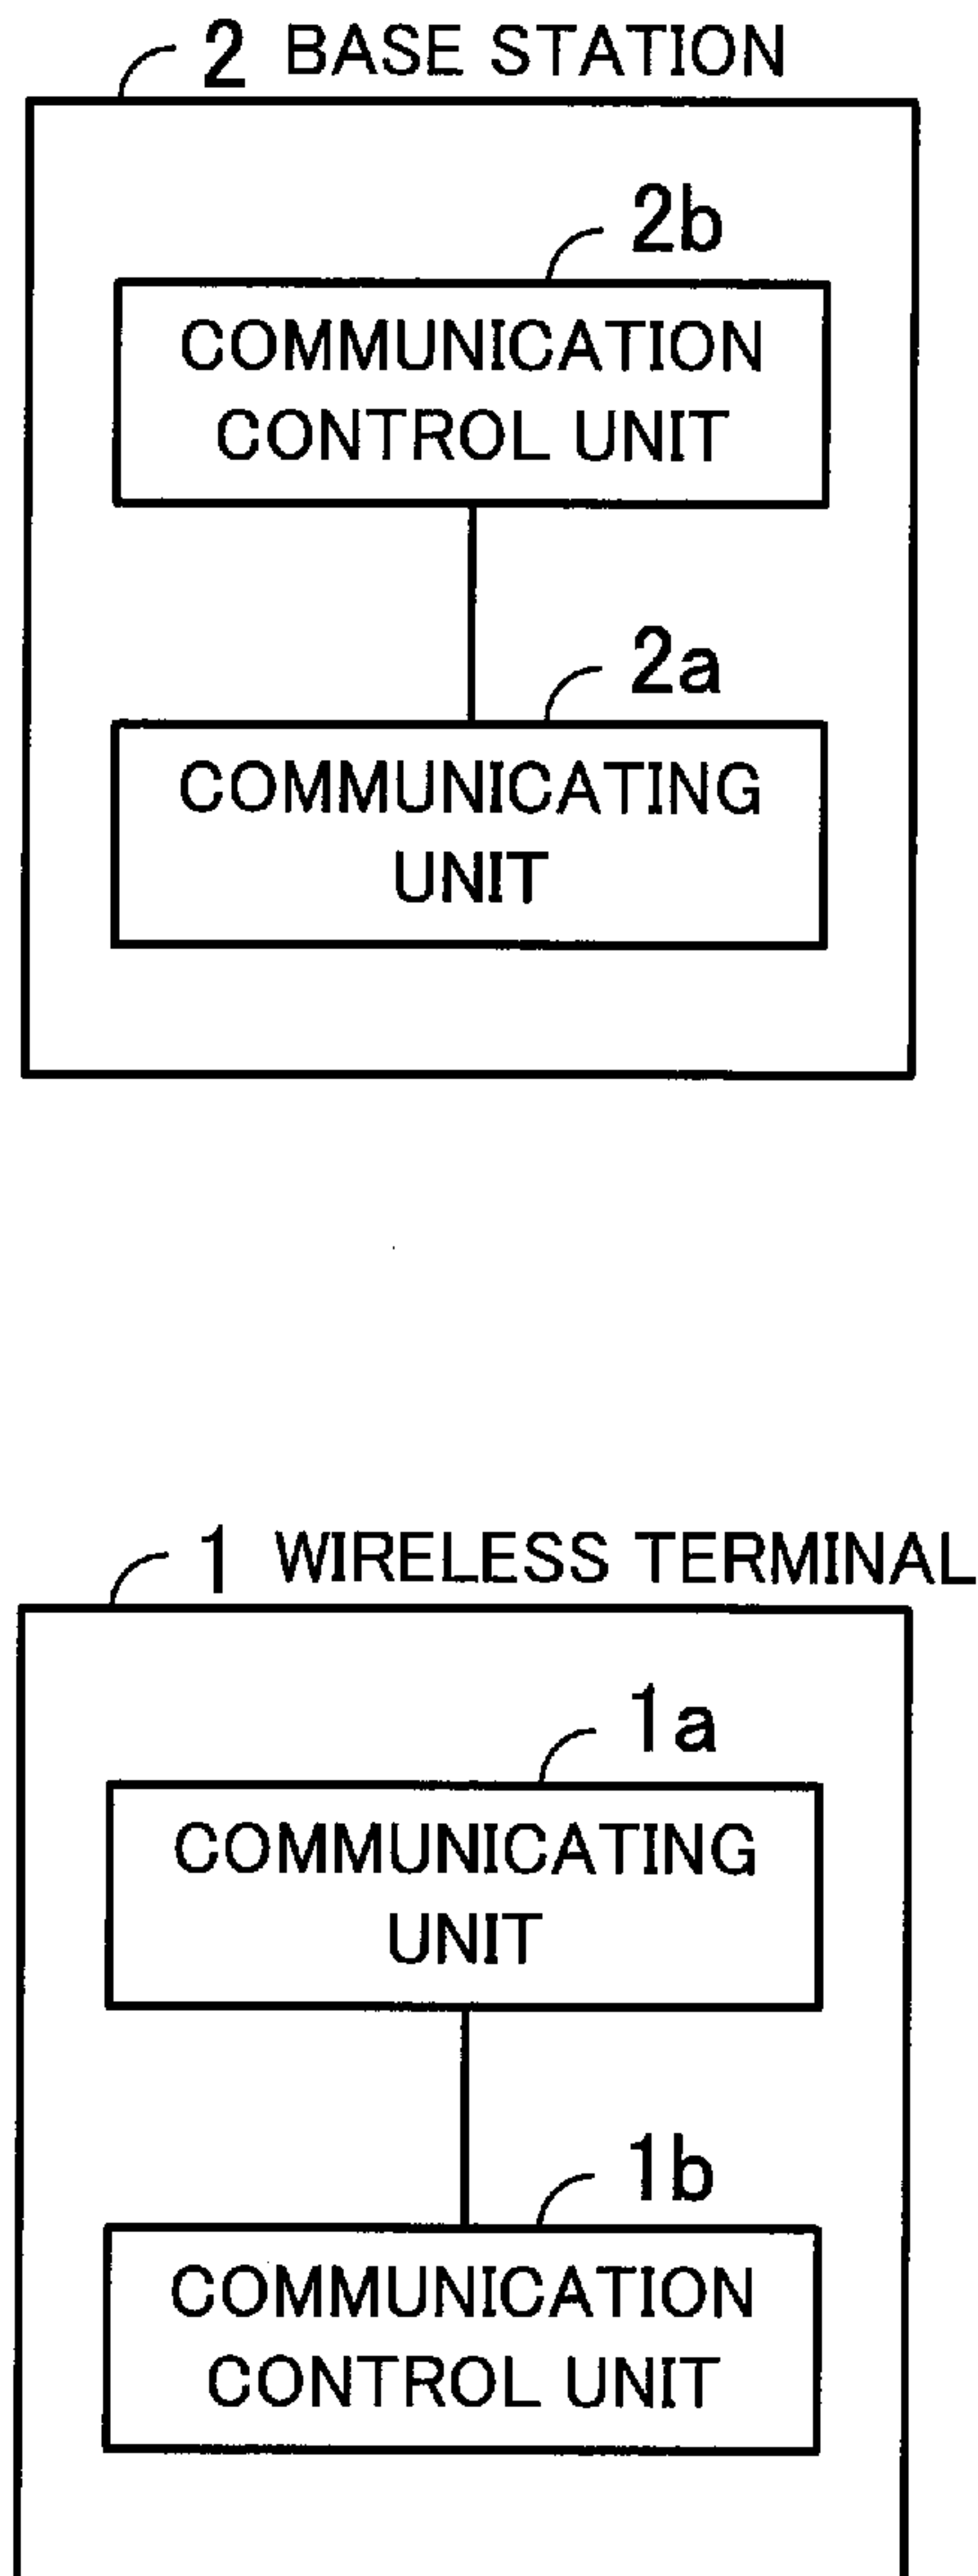 2 BASE STATION
2b
COMMUNICATION
CONTROL UNIT
2a
COMMUNICATING
UNIT
1 WIRELESS TERMINAL
1a
COMMUNICATING
UNIT
1b
COMMUNICATION
CONTROL UNIT